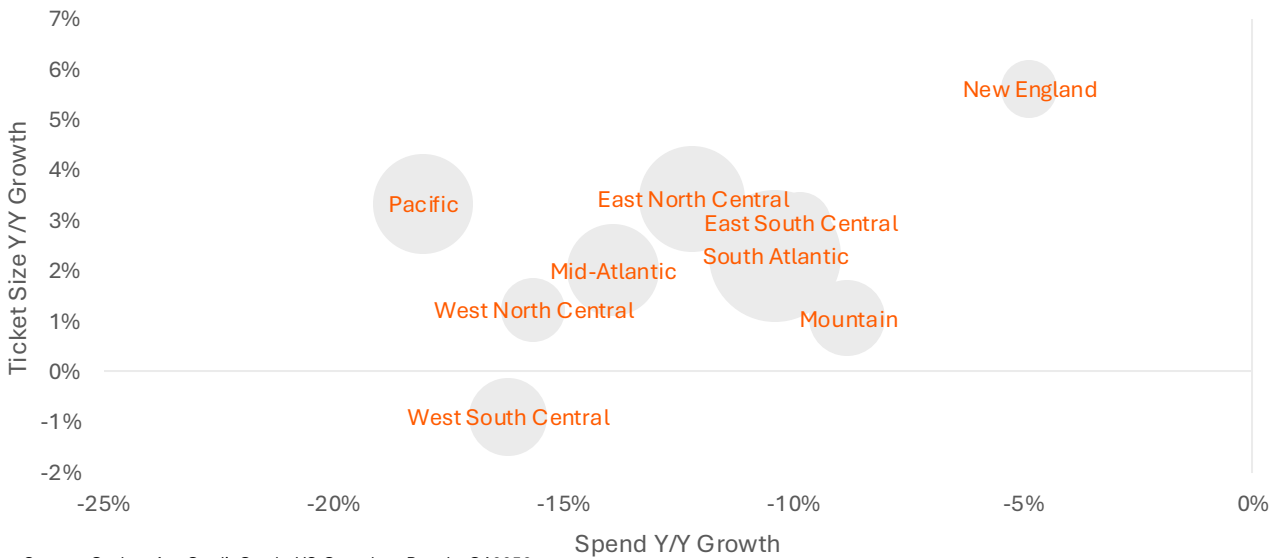 7%
6%
5%
4%
3%
2%
1%
0%
-1%
-2%
Ticket Size Y/Y Growth
New England
Pacific
East North Central
East South Central
South Atlantic
Mid-Atlantic
West North Central
Mountain
West South Central
-25%
-20%
-15%
-10%
-5%
0%
Spend Y/Y Growth